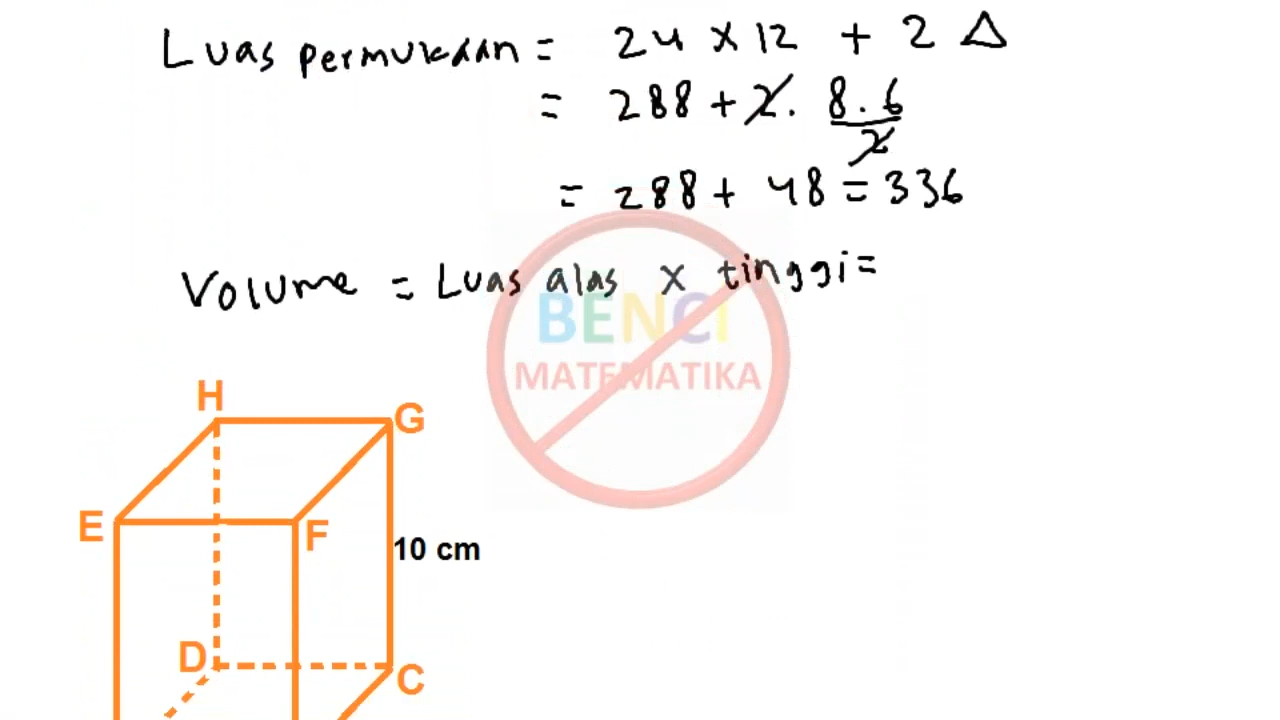 Luas permukaan = 24 x 12 + 2 △
= 288 + 2 . 8.6 / 2
= 288 + 48 = 336
Volume = Luas alas x tinggi =
BENCI
MATEMATIKA
H
G
E
F
10 cm
D
C